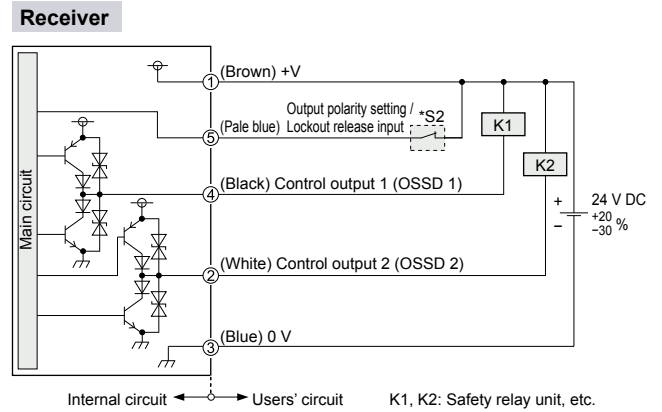 Receiver
Main circuit
① (Brown) +V
Output polarity setting / *S2
⑤ (Pale blue) Lockout release input
K1
K2
④ (Black) Control output 1 (OSSD 1)
+ 24 V DC
− +20 −30 %
② (White) Control output 2 (OSSD 2)
③ (Blue) 0 V
Internal circuit Users' circuit K1, K2: Safety relay unit, etc.